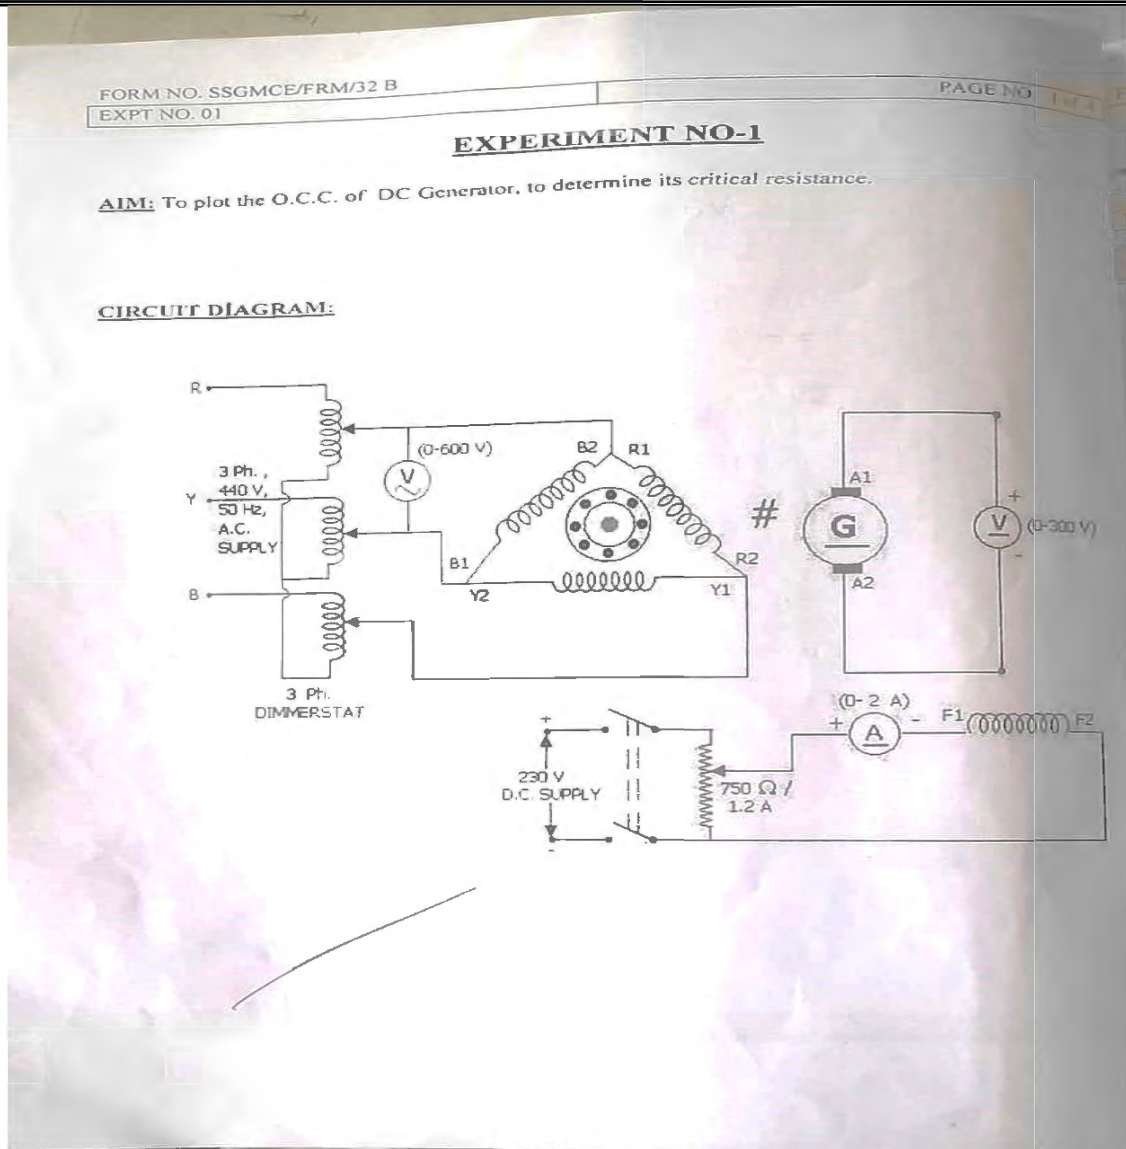 FORM NO. SSGMCE/FRM/32 B
PAGE NO 1 of 4
EXPT NO. 01
EXPERIMENT NO-1
AIM: To plot the O.C.C. of DC Generator, to determine its critical resistance.
CIRCUIT DIAGRAM:
R
(0-600 V)
V
B2
R1
3 Ph.,
440 V,
50 Hz,
A.C.
SUPPLY
Y
B1
Y2
R2
Y1
B
3 Ph.
DIMMERSTAT
#
A1
G
A2
+
V
(0-300 V)
-
(0- 2 A)
+
A
-
F1
F2
+
230 V
D.C. SUPPLY
-
750 Ω /
1.2 A